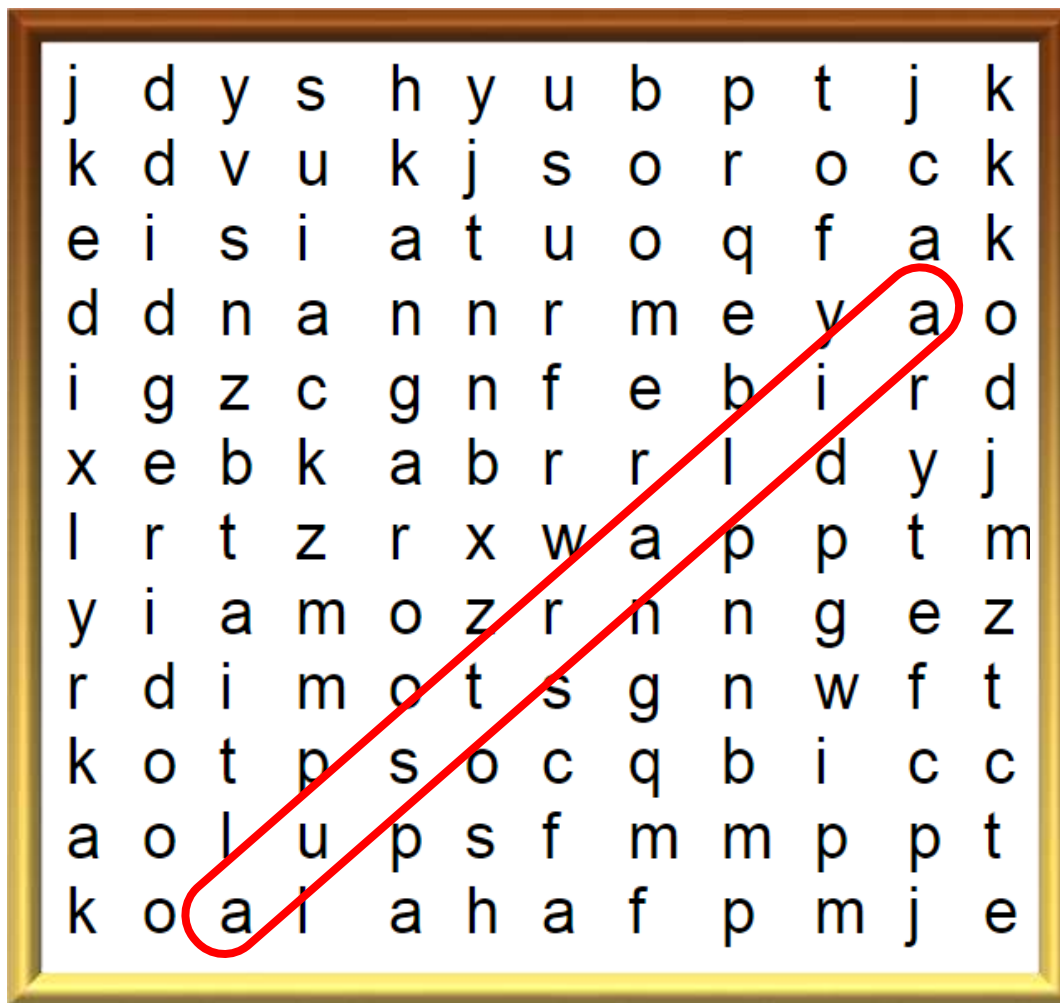 j d y s h y u b p t j k
k d v u k j s o r o c k
e i s i a t u o q f a k
d d n a n n r m e y a o
i g z c g n f e b i r d
x e b k a b r r l d y j
l r t z r x w a p p t m
y i a m o z r n n g e z
r d i m o t s g n w f t
k o t p s o c q b i c c
a o l u p s f m m p p t
k o a l a h a f p m j e